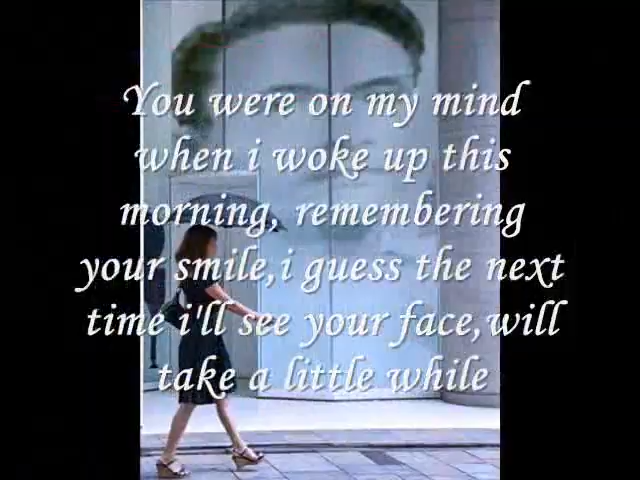 You were on my mind
when i woke up this
morning, remembering
your smile,i guess the next
time i'll see your face,will
take a little while